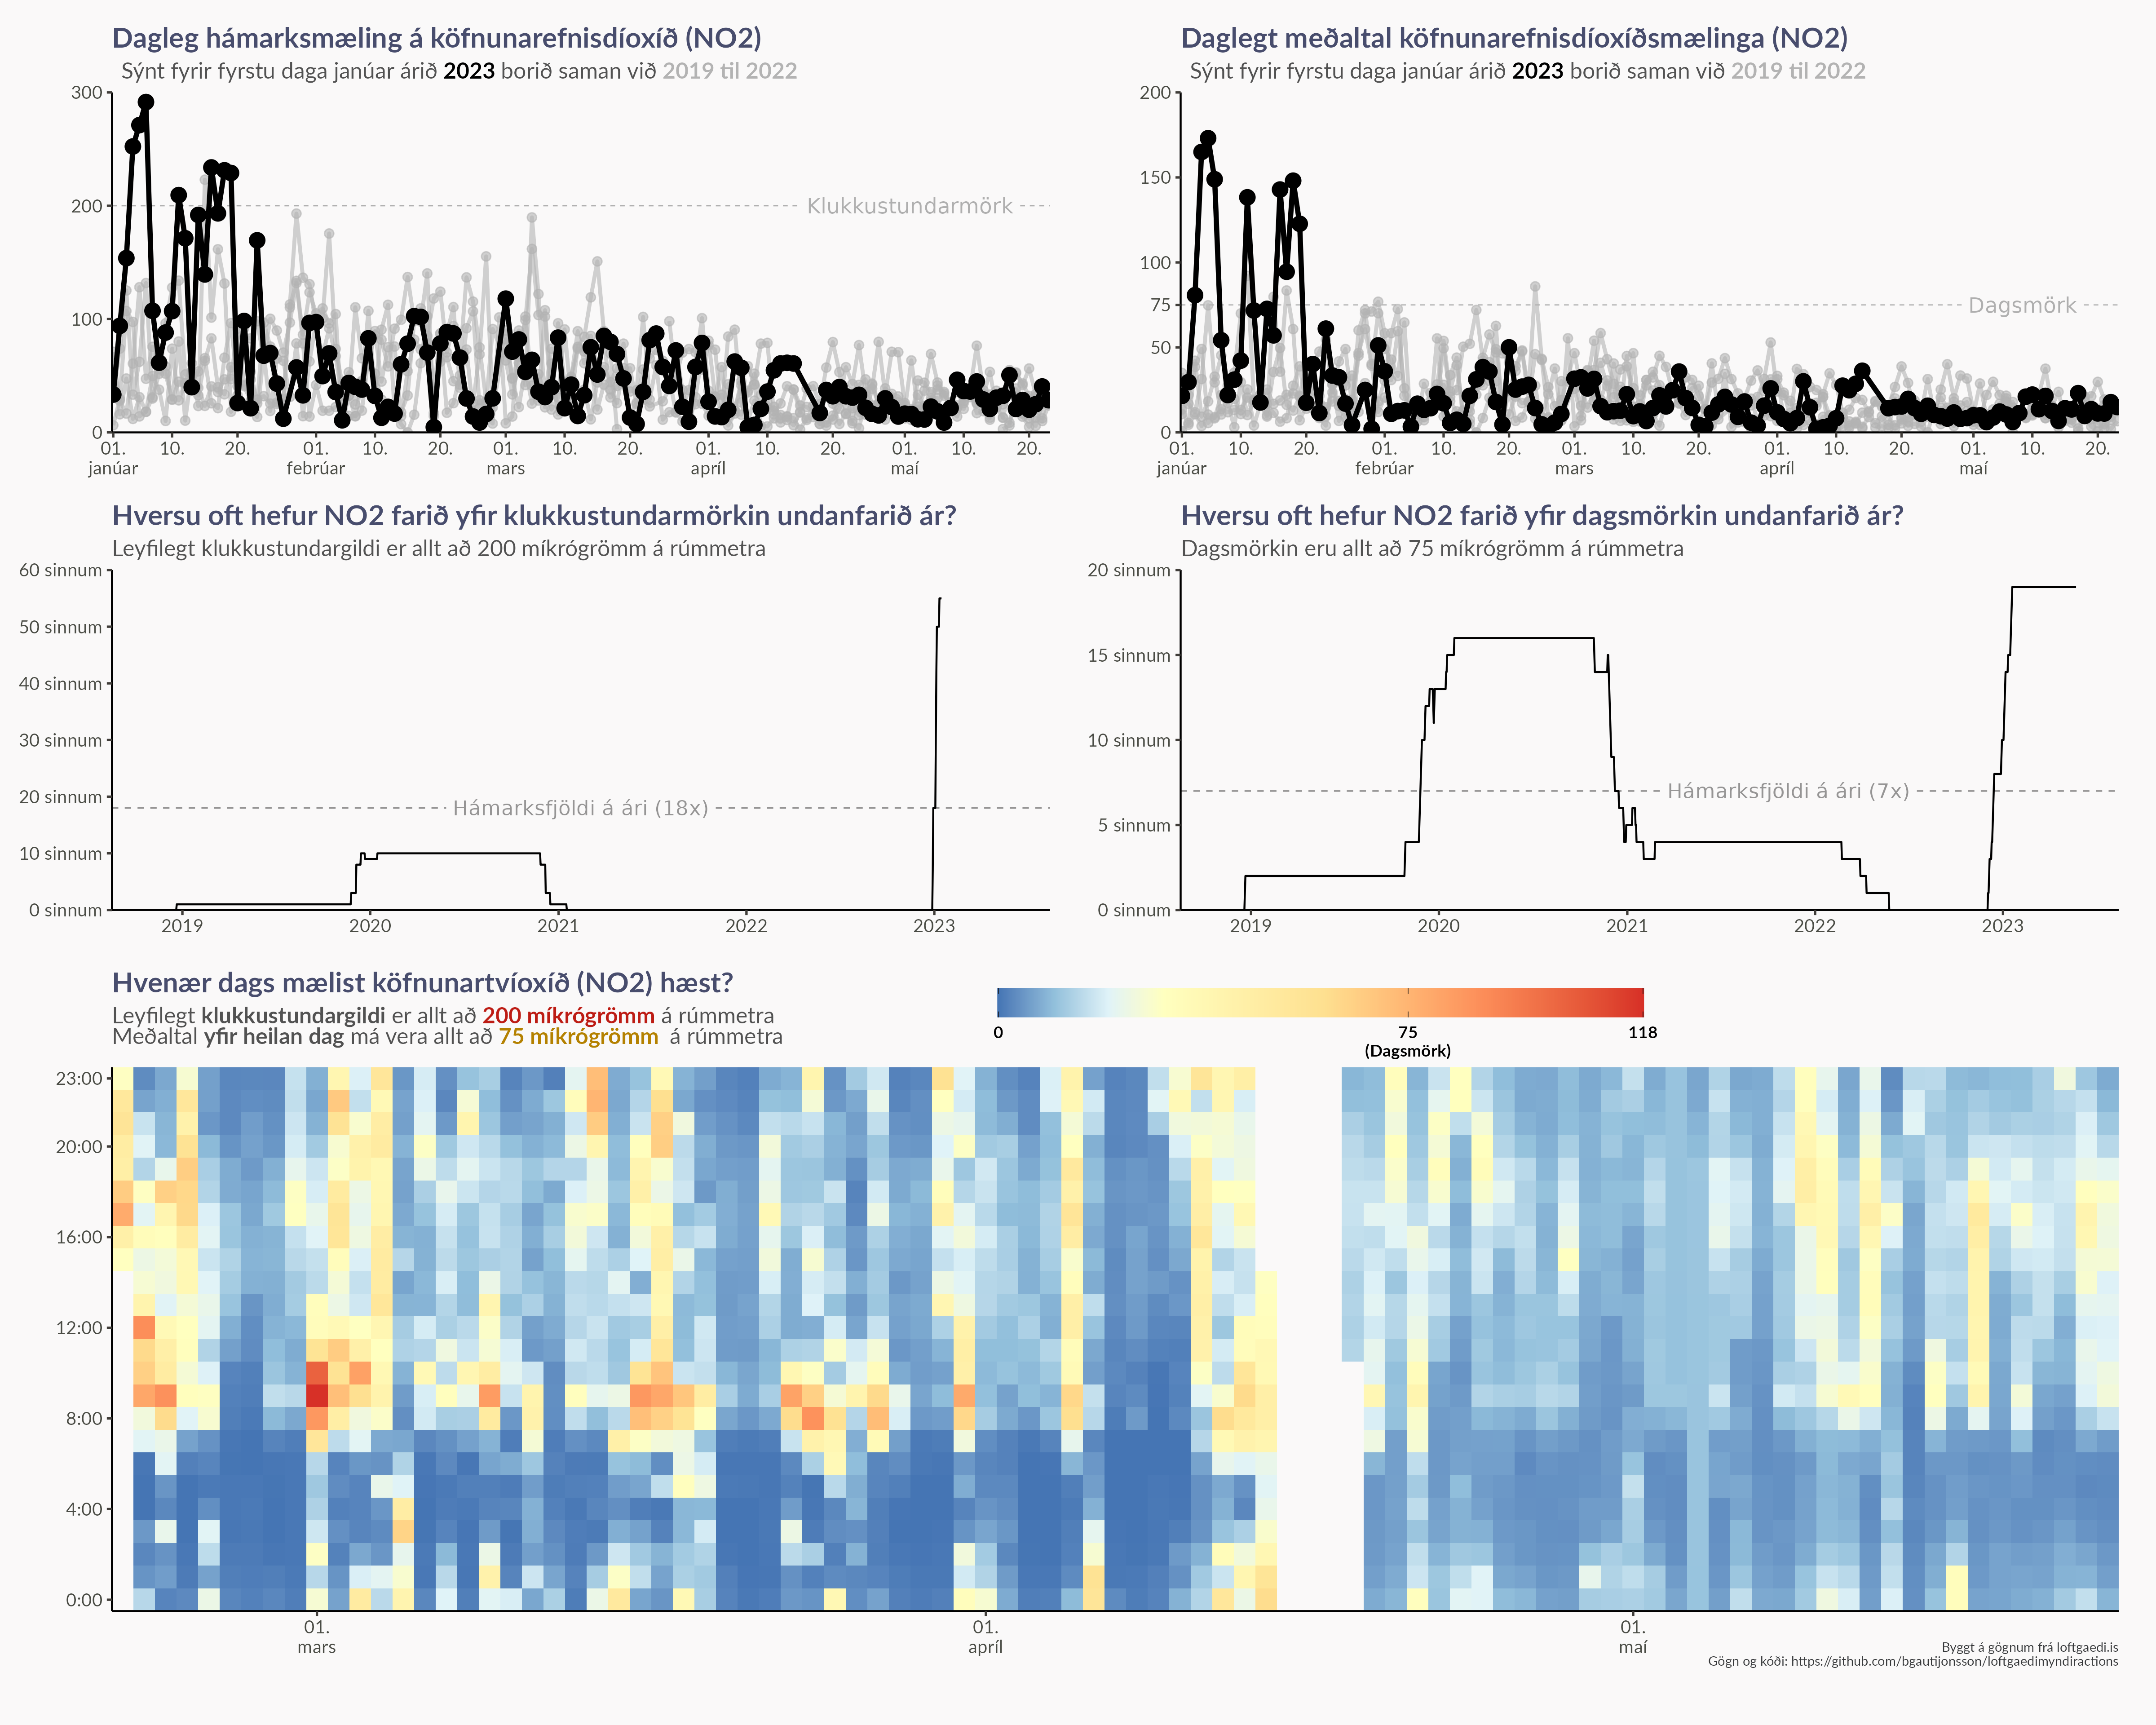 Dagleg hámarksmæling á köfnunarefnisdíoxíð (NO2)
Sýnt fyrir fyrstu daga janúar árið 2023 borið saman við 2019 til 2022
300
200
100
0
Klukkustundarmörk
01. 10. 20. 01. 10. 20. 01. 10. 20. 01. 10. 20. 01. 10. 20.
janúar febrúar mars apríl maí
Daglegt meðaltal köfnunarefnisdíoxíðsmælinga (NO2)
Sýnt fyrir fyrstu daga janúar árið 2023 borið saman við 2019 til 2022
200
150
100
75
50
0
Dagsmörk
01. 10. 20. 01. 10. 20. 01. 10. 20. 01. 10. 20. 01. 10. 20.
janúar febrúar mars apríl maí
Hversu oft hefur NO2 farið yfir klukkustundarmörkin undanfarið ár?
Leyfilegt klukkustundargildi er allt að 200 míkrógrömm á rúmmetra
60 sinnum
50 sinnum
40 sinnum
30 sinnum
20 sinnum
10 sinnum
0 sinnum
Hámarksfjöldi á ári (18x)
2019 2020 2021 2022 2023
Hversu oft hefur NO2 farið yfir dagsmörkin undanfarið ár?
Dagsmörkin eru allt að 75 míkrógrömm á rúmmetra
20 sinnum
15 sinnum
10 sinnum
5 sinnum
0 sinnum
Hámarksfjöldi á ári (7x)
2019 2020 2021 2022 2023
Hvenær dags mælist köfnunartvíoxíð (NO2) hæst?
Leyfilegt klukkustundargildi er allt að 200 míkrógrömm á rúmmetra
Meðaltal yfir heilan dag má vera allt að 75 míkrógrömm á rúmmetra
0 75 118
(Dagsmörk)
23:00
20:00
16:00
12:00
8:00
4:00
0:00
01. 01. 01.
mars apríl maí
Byggt á gögnum frá loftgaedi.is
Gögn og kóði: https://github.com/bgautijonsson/loftgaedimyndiractions